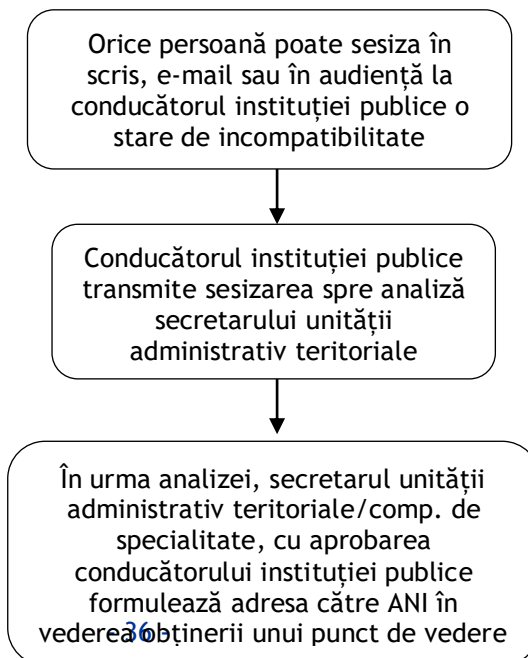 Orice persoană poate sesiza în
scris, e-mail sau în audiență la
conducătorul instituției publice o
stare de incompatibilitate
Conducătorul instituției publice
transmite sesizarea spre analiză
secretarului unității
administrativ teritoriale
În urma analizei, secretarul unității
administrativ teritoriale/comp. de
specialitate, cu aprobarea
conducătorului instituției publice
formulează adresa către ANI în
vederea obținerii unui punct de vedere
- 36 -